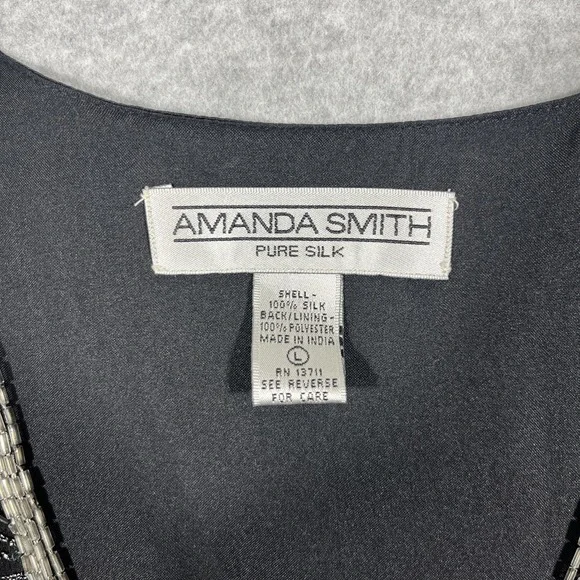 AMANDA SMITH
PURE SILK
SHELL-
100% SILK
BACK/LINING-
100% POLYESTER
MADE IN INDIA
L
RN 13711
SEE REVERSE
FOR CARE